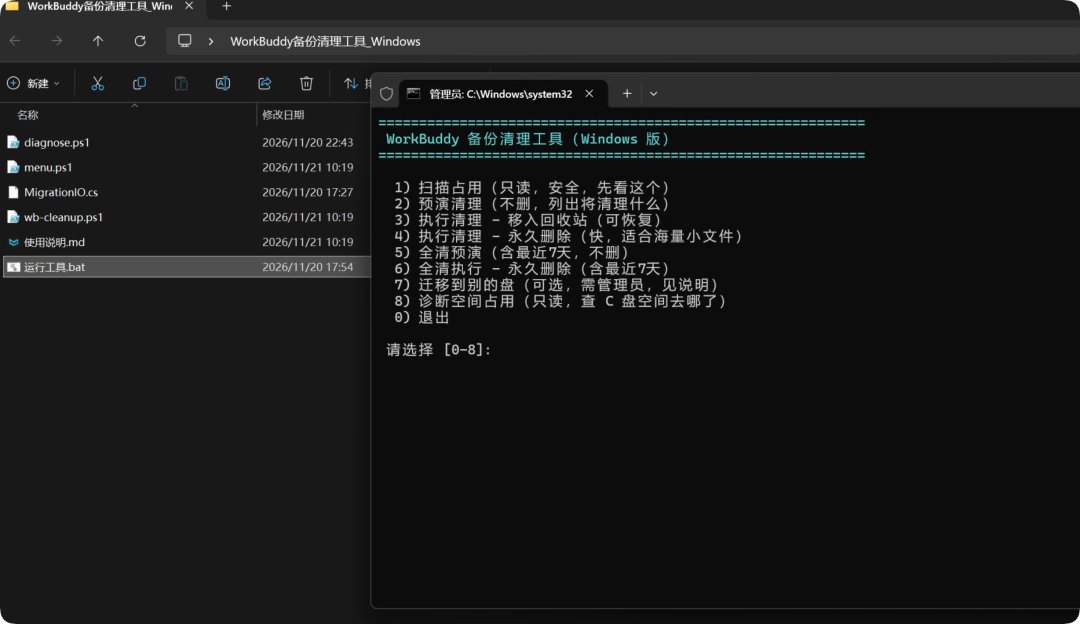 WorkBuddy备份清理工具_Win
WorkBuddy备份清理工具_Windows
新建
排
名称 修改日期
diagnose.ps1 2026/11/20 22:43
menu.ps1 2026/11/21 10:19
MigrationIO.cs 2026/11/20 17:27
wb-cleanup.ps1 2026/11/21 10:19
使用说明.md 2026/11/21 10:19
运行工具.bat 2026/11/20 17:54
管理员: C:\Windows\system32
============================================================
WorkBuddy 备份清理工具（Windows 版）
============================================================
1) 扫描占用（只读，安全，先看这个）
2) 预演清理（不删，列出将清理什么）
3) 执行清理 - 移入回收站（可恢复）
4) 执行清理 - 永久删除（快，适合海量小文件）
5) 全清预演（含最近7天，不删）
6) 全清执行 - 永久删除（含最近7天）
7) 迁移到别的盘（可选，需管理员，见说明）
8) 诊断空间占用（只读，查 C 盘空间去哪了）
0) 退出
请选择 [0-8]: